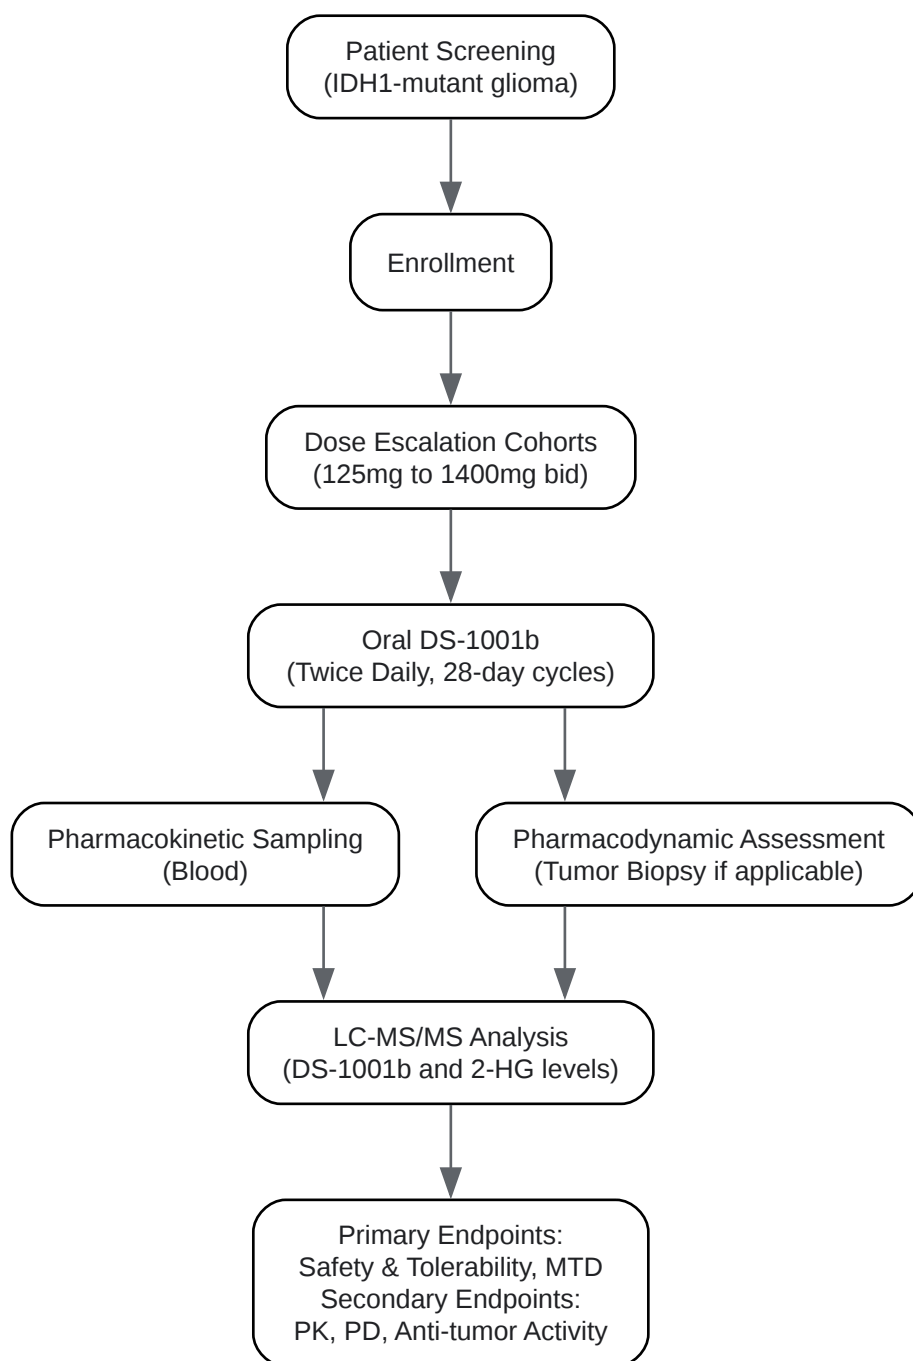 Patient Screening
(IDH1-mutant glioma)
Enrollment
Dose Escalation Cohorts
(125mg to 1400mg bid)
Oral DS-1001b
(Twice Daily, 28-day cycles)
Pharmacokinetic Sampling
(Blood)
Pharmacodynamic Assessment
(Tumor Biopsy if applicable)
LC-MS/MS Analysis
(DS-1001b and 2-HG levels)
Primary Endpoints:
Safety & Tolerability, MTD
Secondary Endpoints:
PK, PD, Anti-tumor Activity